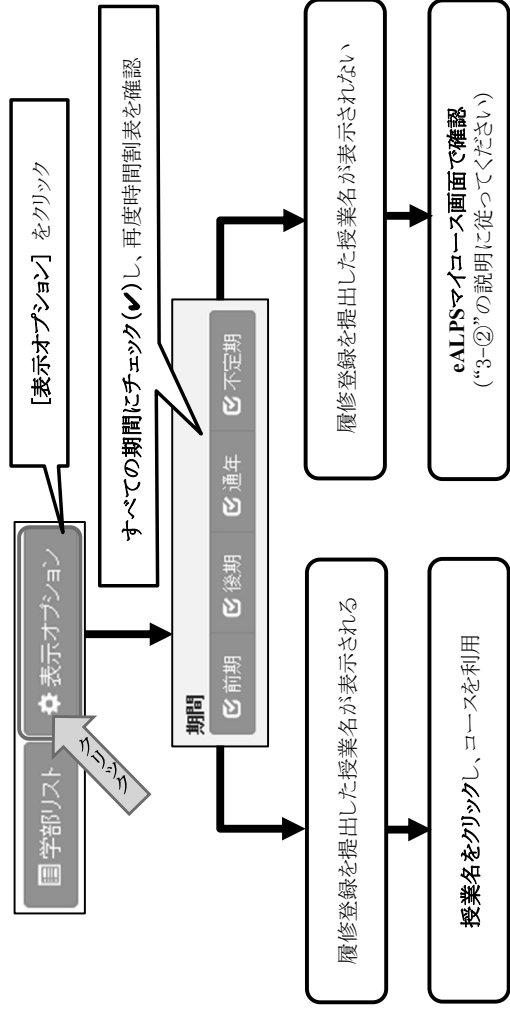 学部リスト
表示オプション
クリック
[表示オプション] をクリック
すべての期間にチェック(✔)し、再度時間割表を確認
期間
前期
後期
通年
不定期
履修登録を提出した授業名が表示される
履修登録を提出した授業名が表示されない
授業名をクリックし、コースを利用
eALPSマイコース画面で確認
(“3-②”の説明に従ってください)